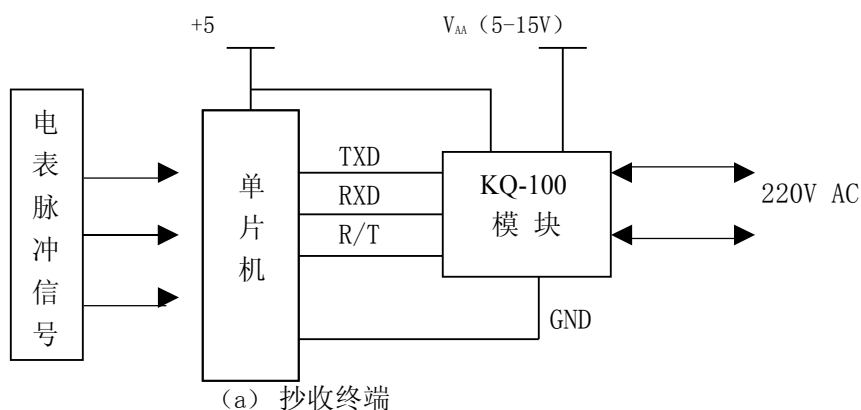 +5
V_AA (5-15V)
电表脉冲信号
单片机
TXD
RXD
R/T
KQ-100
模块
220V AC
GND
(a) 抄收终端